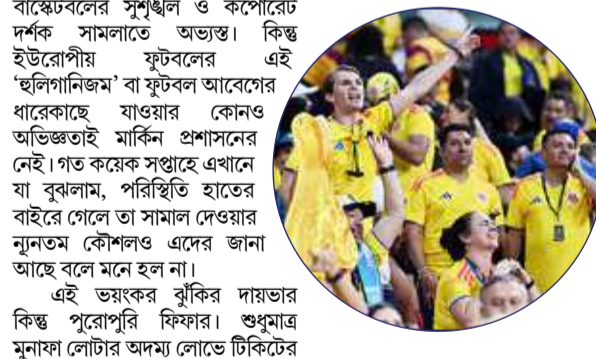 বাস্কেটবলের সুশৃঙ্খল ও কর্পোরেট
দর্শক সামলাতে অভ্যস্ত। কিন্তু
ইউরোপীয় ফুটবলের এই
‘হুলিগানিজম’ বা ফুটবল আবেগের
ধারেকাছে যাওয়ার কোনও
অভিজ্ঞতাই মার্কিন প্রশাসনের
নেই। গত কয়েক সপ্তাহে এখানে
যা বুঝলাম, পরিস্থিতি হাতের
বাইরে গেলে তা সামাল দেওয়ার
ন্যূনতম কৌশলও এদের জানা
আছে বলে মনে হল না।
এই ভয়ংকর ঝুঁকির দায়ভার
কিন্তু পুরোপুরি ফিফার। শুধুমাত্র
মুনাফা লোটার অদম্য লোভে টিকিটের